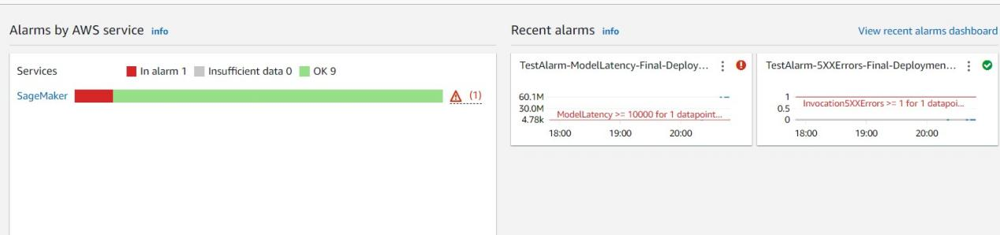 Alarms by AWS service info
Services
In alarm 1 Insufficient data 0 OK 9
SageMaker (1)
Recent alarms info
View recent alarms dashboard
TestAlarm-ModelLatency-Final-Deploy...
60.1M
30.0M
4.78k
ModelLatency >= 10000 for 1 datapoint...
18:00 19:00 20:00
TestAlarm-5XXErrors-Final-Deploymen...
1
0.5
0
Invocation5XXErrors >= 1 for 1 datapoi...
18:00 19:00 20:00